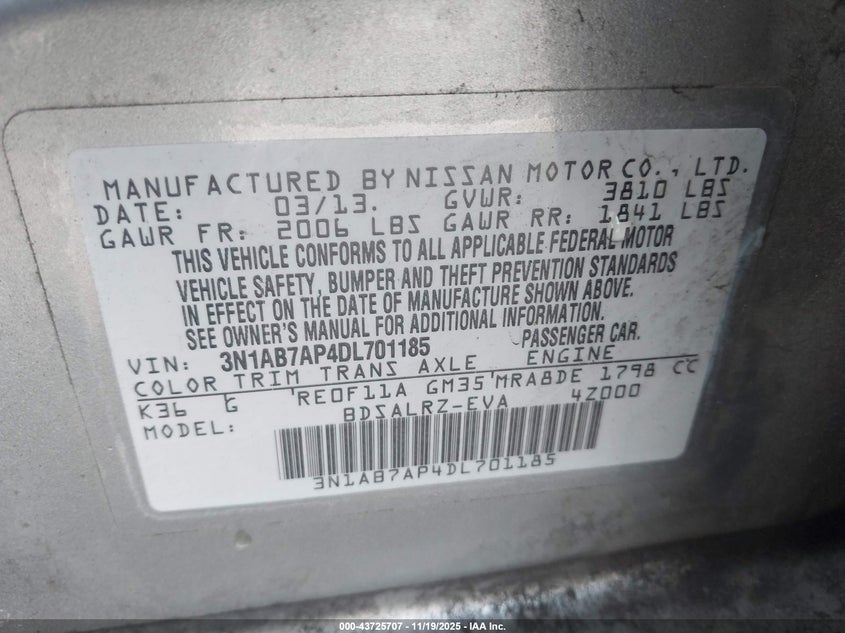 MANUFACTURED BY NISSAN MOTOR CO., LTD.
DATE: 03/13. GVWR: 3810 LBS
GAWR FR: 2006 LBS GAWR RR: 1841 LBS
THIS VEHICLE CONFORMS TO ALL APPLICABLE FEDERAL MOTOR
VEHICLE SAFETY, BUMPER AND THEFT PREVENTION STANDARDS
IN EFFECT ON THE DATE OF MANUFACTURE SHOWN ABOVE.
SEE OWNER'S MANUAL FOR ADDITIONAL INFORMATION.
VIN: 3N1AB7AP4DL701185 PASSENGER CAR.
COLOR TRIM TRANS AXLE ENGINE
K36 G RE0F11A GM35 MRA8DE 1798 CC
MODEL: BDSALRZ-EVA 4Z000
3N1AB7AP4DL701185
000-43725707 - 11/19/2025 - IAA Inc.